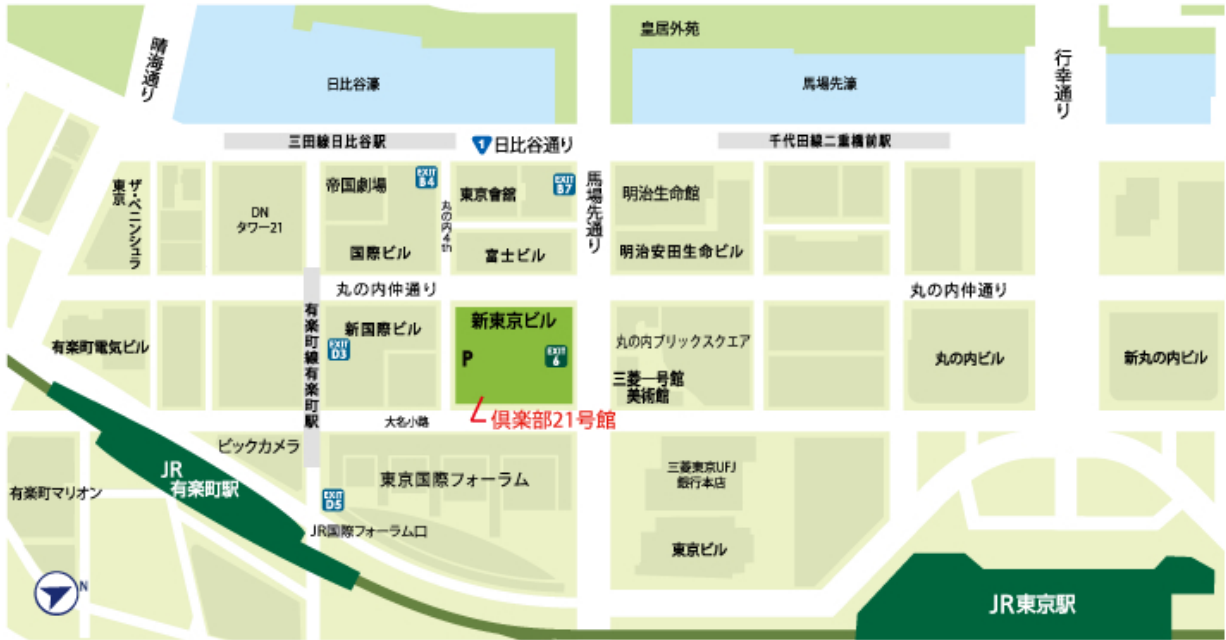 皇居外苑
晴海通り
日比谷濠
馬場先濠
行幸通り
三田線日比谷駅
1
日比谷通り
千代田線二重橋前駅
ザ・ペニンシュラ
東京
DN
タワー21
帝国劇場
EXIT
B4
国際ビル
丸の内4th
東京會館
EXIT
B7
富士ビル
馬場先通り
明治生命館
明治安田生命ビル
丸の内仲通り
丸の内仲通り
有楽町電気ビル
有楽町線有楽町駅
新国際ビル
EXIT
D3
新東京ビル
P
EXIT
6
丸の内ブリックスクエア
三菱一号館
美術館
丸の内ビル
新丸の内ビル
大名小路
倶楽部21号館
ビックカメラ
JR
有楽町駅
有楽町マリオン
東京国際フォーラム
EXIT
D5
JR国際フォーラム口
三菱東京UFJ
銀行本店
東京ビル
N
JR東京駅